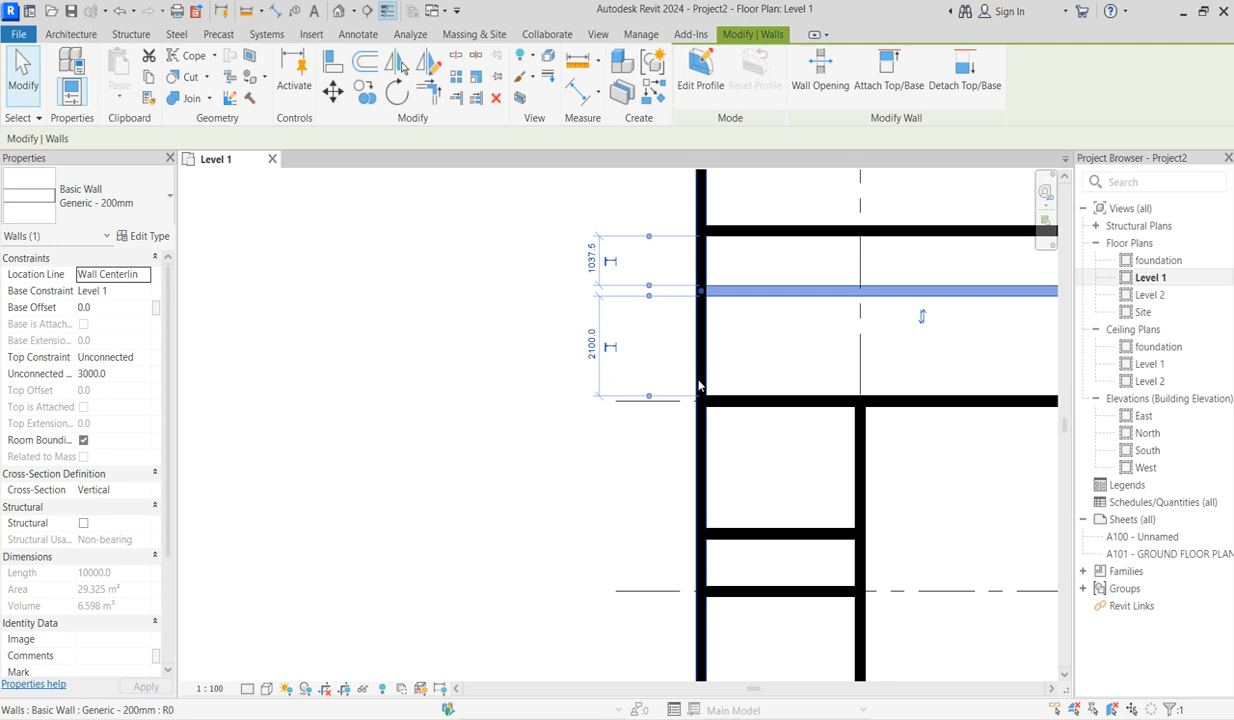 Autodesk Revit 2024 - Project2 - Floor Plan: Level 1
Sign In
File Architecture Structure Steel Precast Systems Insert Annotate Analyze Massing & Site Collaborate View Manage Add-Ins Modify | Walls
Modify
Properties
Paste
Cope
Cut
Join
Activate
Edit Profile
Reset Profile
Wall Opening
Attach Top/Base
Detach Top/Base
Select Properties Clipboard Geometry Controls Modify View Measure Create Mode Modify Wall
Modify | Walls
Properties
Basic Wall
Generic - 200mm
Walls (1)
Edit Type
Constraints
Location Line Wall Centerlin
Base Constraint Level 1
Base Offset 0.0
Base is Attach...
Base Extensio... 0.0
Top Constraint Unconnected
Unconnected ... 3000.0
Top Offset 0.0
Top is Attached
Top Extension... 0.0
Room Boundi...
Related to Mass
Cross-Section Definition
Cross-Section Vertical
Structural
Structural
Structural Usa... Non-bearing
Dimensions
Length 10000.0
Area 29.325 m²
Volume 6.598 m³
Identity Data
Image
Comments
Mark
Properties help
Apply
Level 1
1037.5
2100.0
1 : 100
Project Browser - Project2
Search
Views (all)
Structural Plans
Floor Plans
foundation
Level 1
Level 2
Site
Ceiling Plans
foundation
Level 1
Level 2
Elevations (Building Elevation)
East
North
South
West
Legends
Schedules/Quantities (all)
Sheets (all)
A100 - Unnamed
A101 - GROUND FLOOR PLAN
Families
Groups
Revit Links
Walls : Basic Wall : Generic - 200mm : R0
:0
Main Model
:1